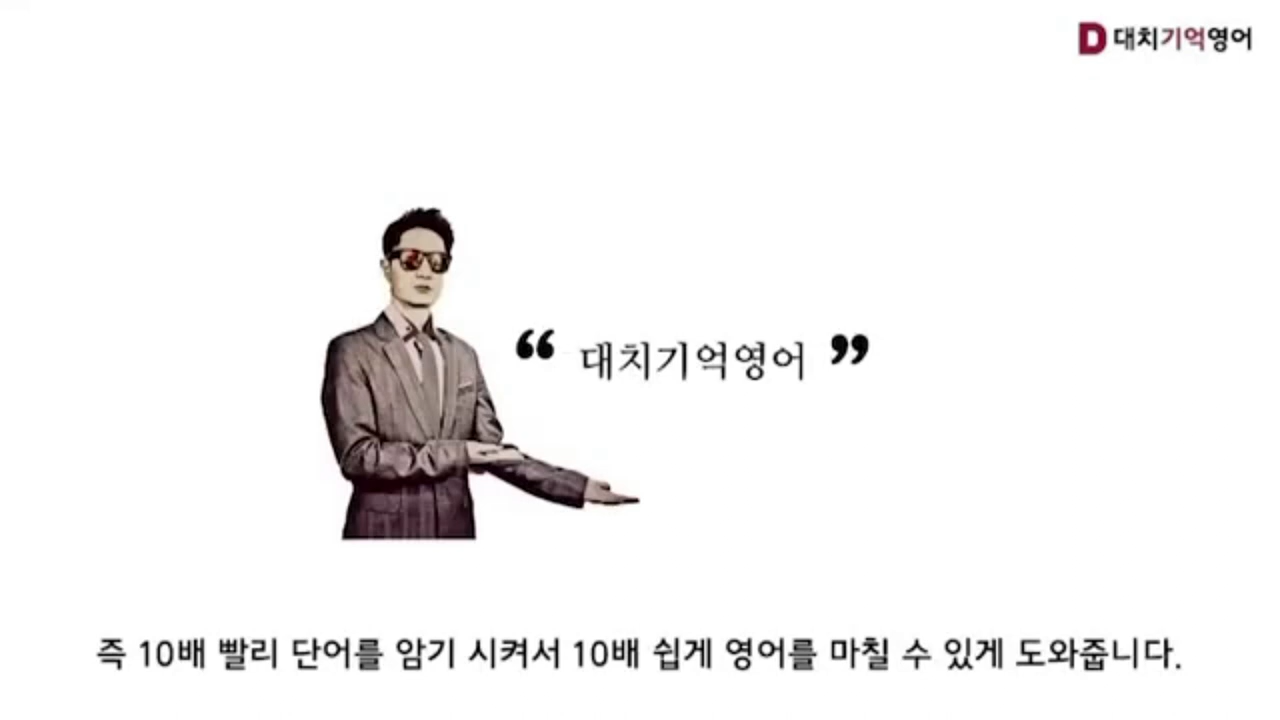 대치기억영어
“ 대치기억영어 ”
즉 10배 빨리 단어를 암기 시켜서 10배 쉽게 영어를 마칠 수 있게 도와줍니다.